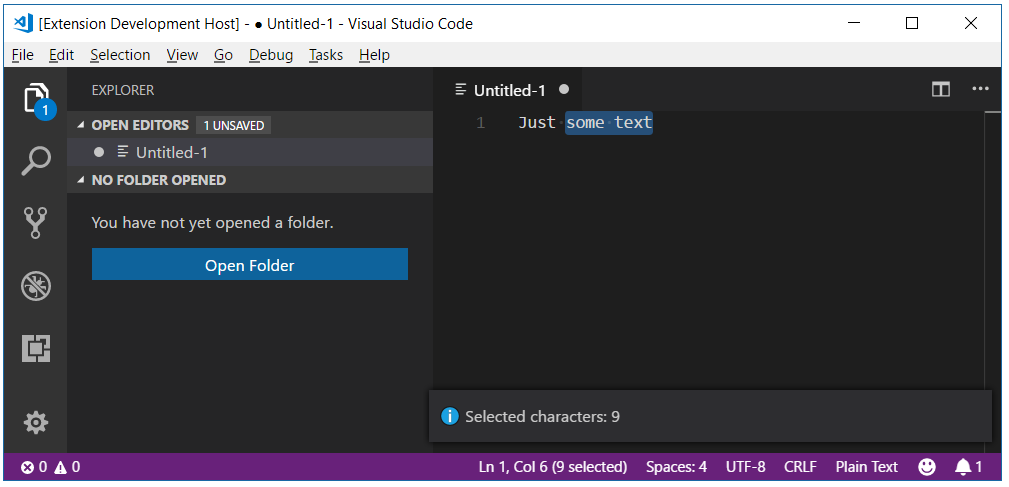 [Extension Development Host] - ● Untitled-1 - Visual Studio Code
File Edit Selection View Go Debug Tasks Help
1
EXPLORER
OPEN EDITORS 1 UNSAVED
Untitled-1
NO FOLDER OPENED
You have not yet opened a folder.
Open Folder
Untitled-1
1 Just some text
Selected characters: 9
0 0 Ln 1, Col 6 (9 selected) Spaces: 4 UTF-8 CRLF Plain Text 1